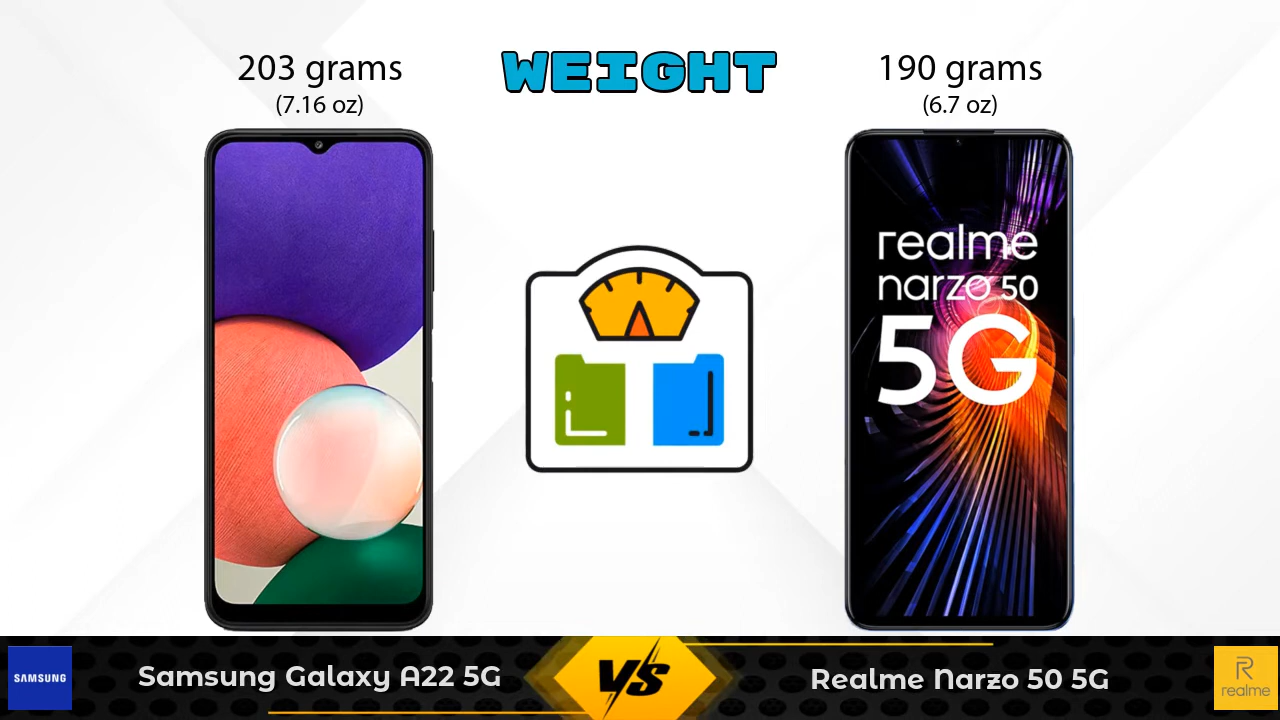 WEIGHT
203 grams
(7.16 oz)
190 grams
(6.7 oz)
realme
narzo 50
5G
SAMSUNG
Samsung Galaxy A22 5G
VS
Realme Narzo 50 5G
R
realme